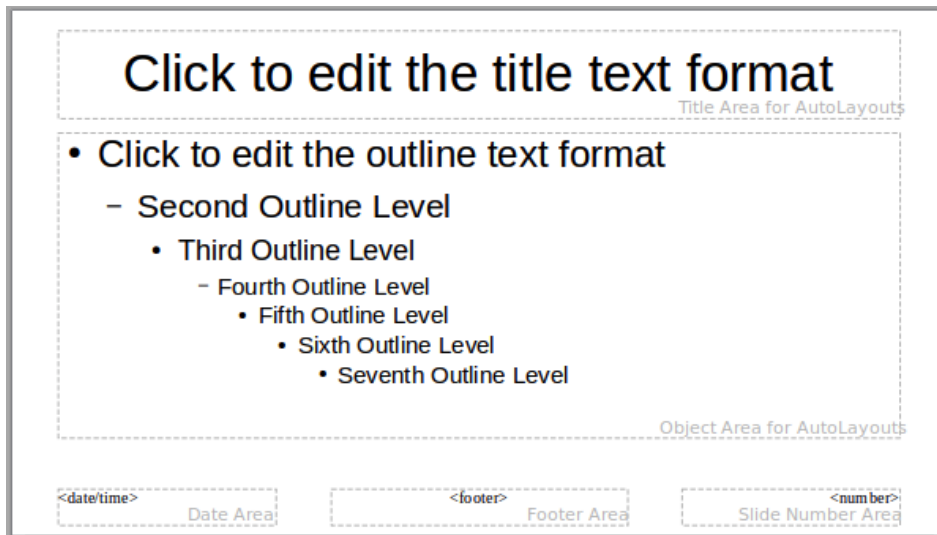 Click to edit the title text format
Title Area for AutoLayouts
• Click to edit the outline text format
– Second Outline Level
• Third Outline Level
– Fourth Outline Level
• Fifth Outline Level
• Sixth Outline Level
• Seventh Outline Level
Object Area for AutoLayouts
<date/time>
Date Area
<footer>
Footer Area
<number>
Slide Number Area